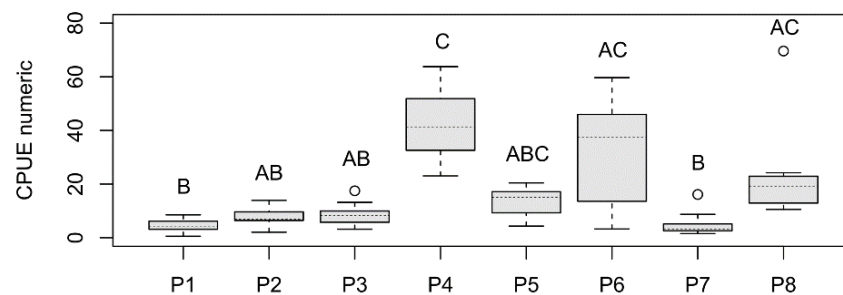 80
AC
C
AC
60
CPUE numeric
40
ABC
AB
AB
B
B
20
0
P1 P2 P3 P4 P5 P6 P7 P8